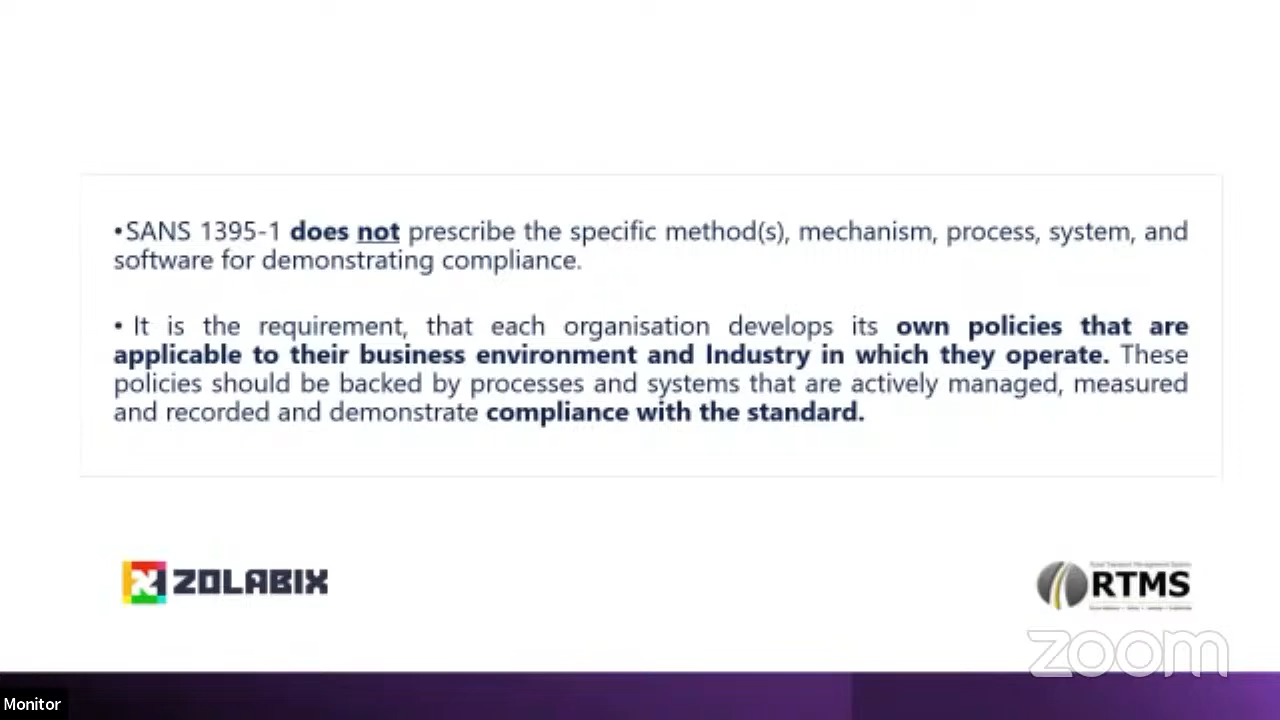 •SANS 1395-1 does not prescribe the specific method(s), mechanism, process, system, and
software for demonstrating compliance.
• It is the requirement, that each organisation develops its own policies that are
applicable to their business environment and Industry in which they operate. These
policies should be backed by processes and systems that are actively managed, measured
and recorded and demonstrate compliance with the standard.
ZOLABIX
RTMS
zoom
Monitor